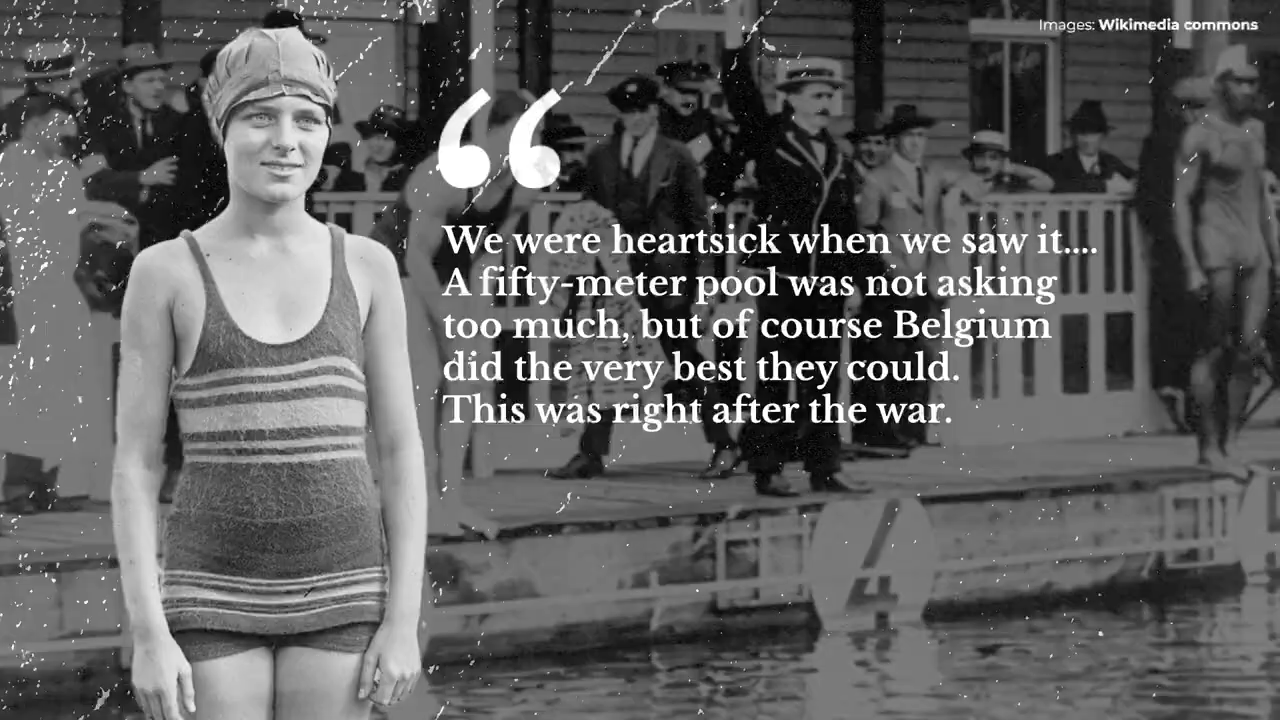 Images: Wikimedia commons
“
We were heartsick when we saw it....
A fifty-meter pool was not asking
too much, but of course Belgium
did the very best they could.
This was right after the war.
4